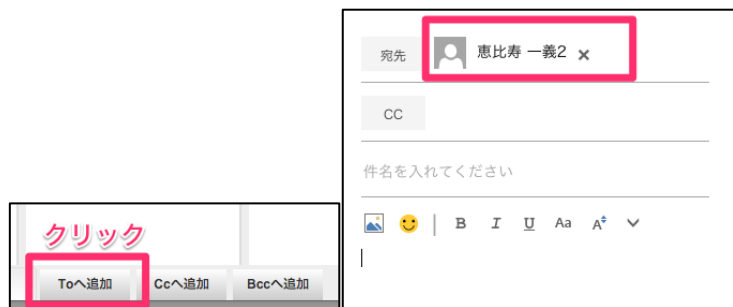 クリック
Toへ追加 Ccへ追加 Bccへ追加
宛先 恵比寿 一義2 ×
CC
件名を入れてください
B I U Aa A